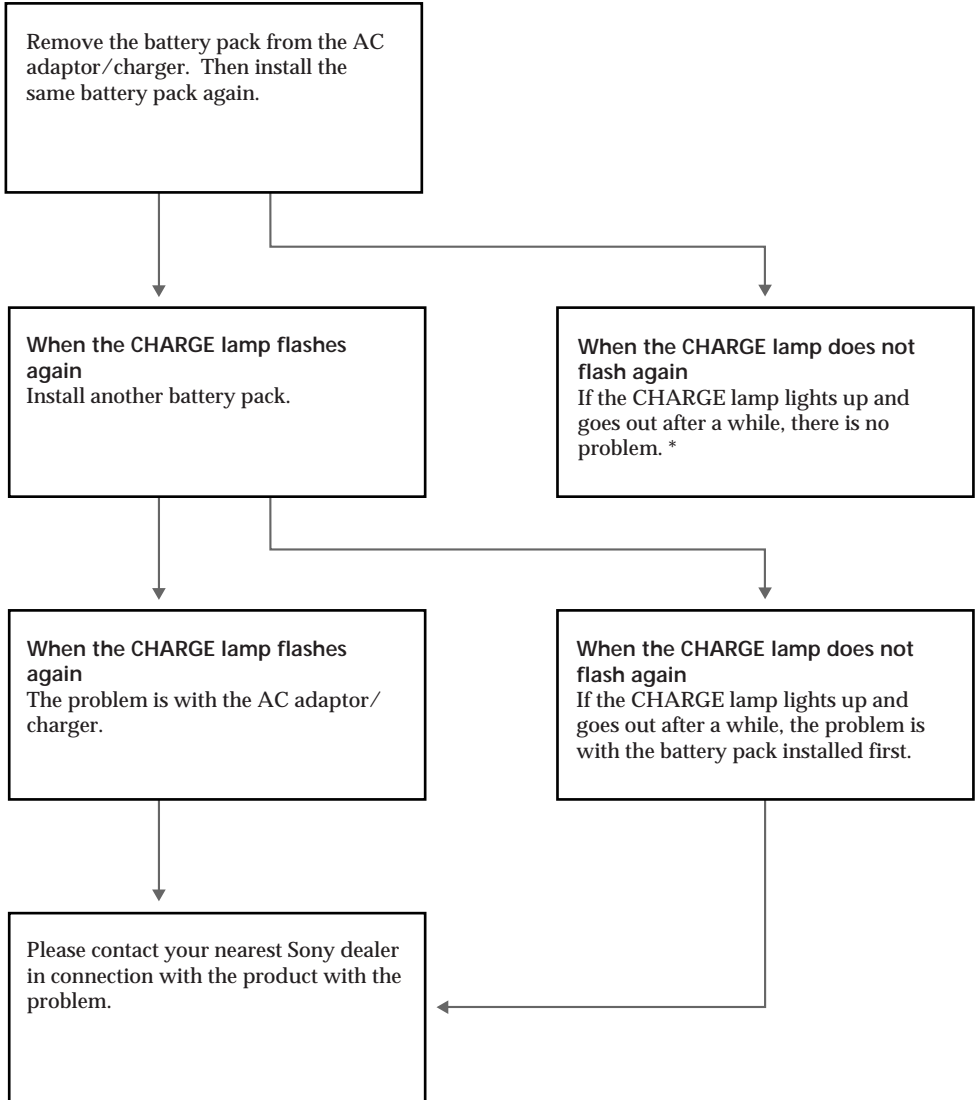 Remove the battery pack from the AC
adaptor/charger. Then install the
same battery pack again.
When the CHARGE lamp flashes
again
Install another battery pack.
When the CHARGE lamp does not
flash again
If the CHARGE lamp lights up and
goes out after a while, there is no
problem. *
When the CHARGE lamp flashes
again
The problem is with the AC adaptor/
charger.
When the CHARGE lamp does not
flash again
If the CHARGE lamp lights up and
goes out after a while, the problem is
with the battery pack installed first.
Please contact your nearest Sony dealer
in connection with the product with the
problem.